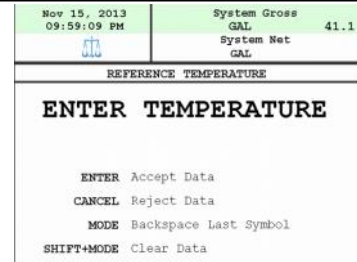 Nov 15, 2013
09:59:09 PM
System Gross
GAL 41.1
System Net
GAL
REFERENCE TEMPERATURE
ENTER TEMPERATURE
ENTER Accept Data
CANCEL Reject Data
MODE Backspace Last Symbol
SHIFT+MODE Clear Data